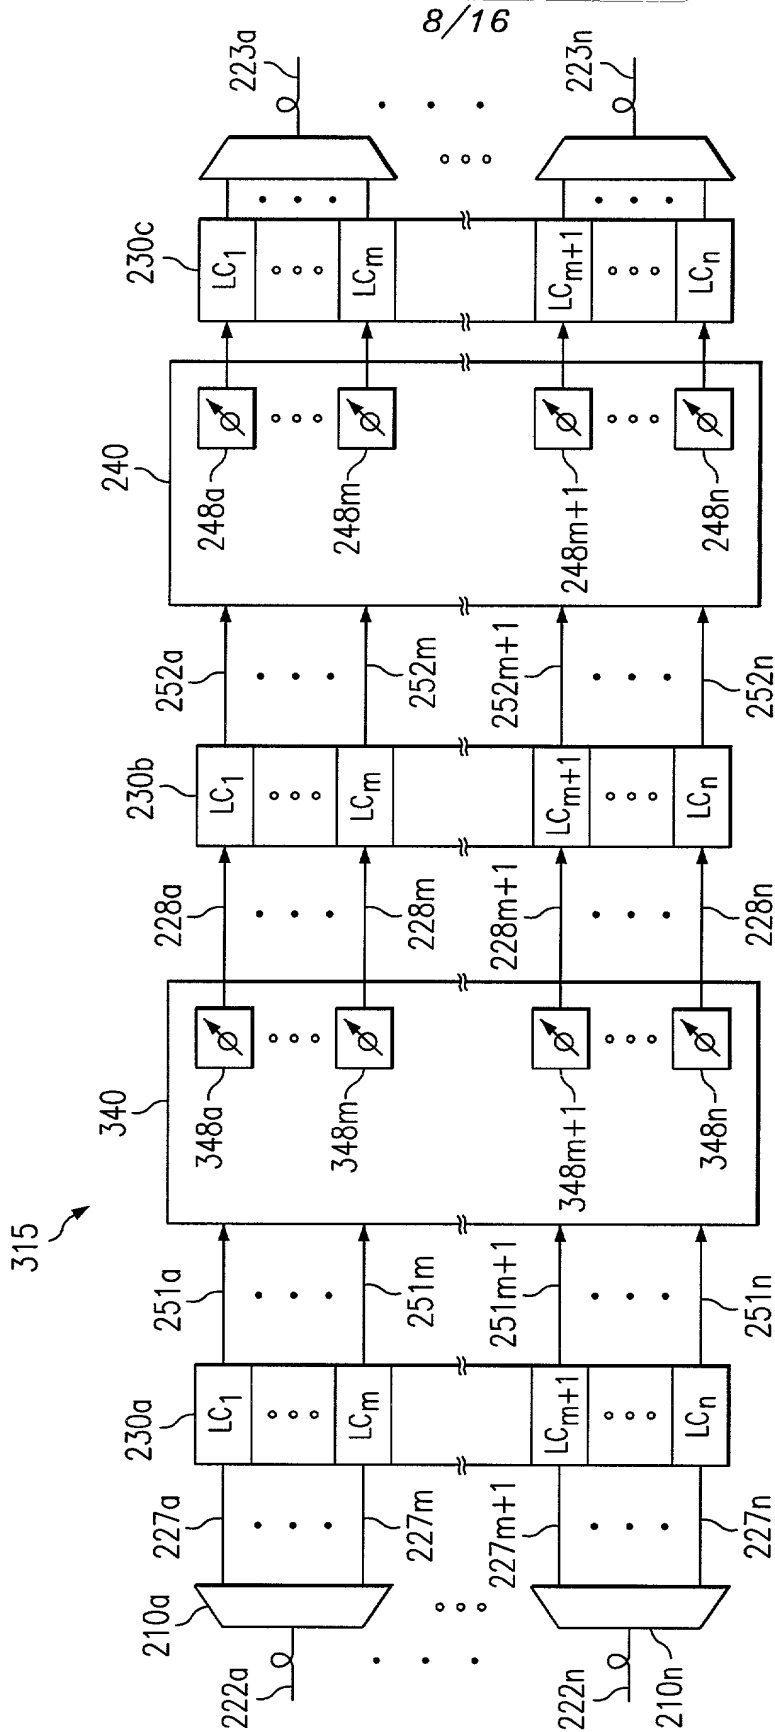 8/16
315
222a
222n
210a
210n
227a
227m
227m+1
227n
230a
LC1
LCm
LCm+1
LCn
251a
251m
251m+1
251n
340
348a
348m
348m+1
348n
228a
228m
228m+1
228n
230b
LC1
LCm
LCm+1
LCn
252a
252m
252m+1
252n
240
248a
248m
248m+1
248n
230c
LC1
LCm
LCm+1
LCn
223a
223n